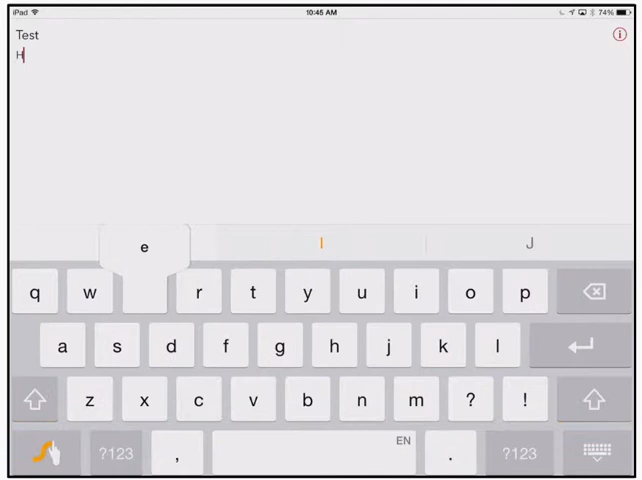 iPad 10:45 AM 74%
Test
H
e I J
q w r t y u i o p
a s d f g h j k l
z x c v b n m ? !
EN
?123 , . ?123